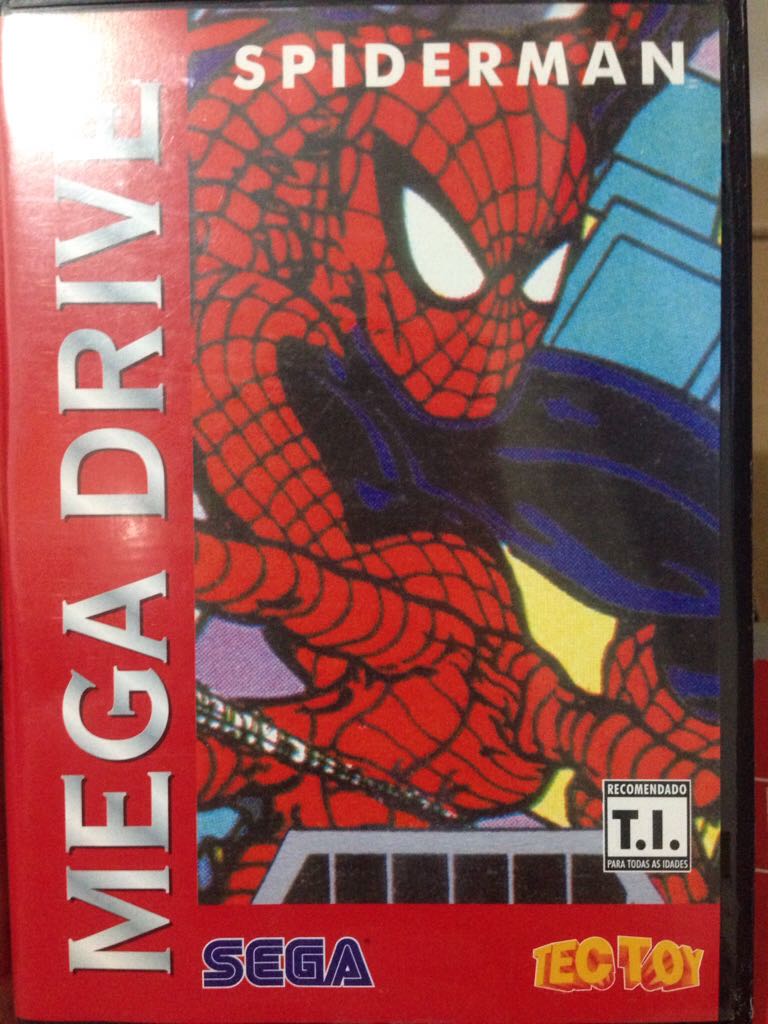 SPIDERMAN
MEGA DRIVE
RECOMENDADO
T.I.
PARA TODAS AS IDADES
SEGA
TEC TOY